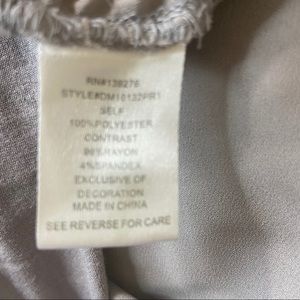 RN#139276
STYLE#DM10132PR1
SELF
100%POLYESTER
CONTRAST
96%RAYON
4%SPANDEX
EXCLUSIVE OF
DECORATION
MADE IN CHINA
SEE REVERSE FOR CARE